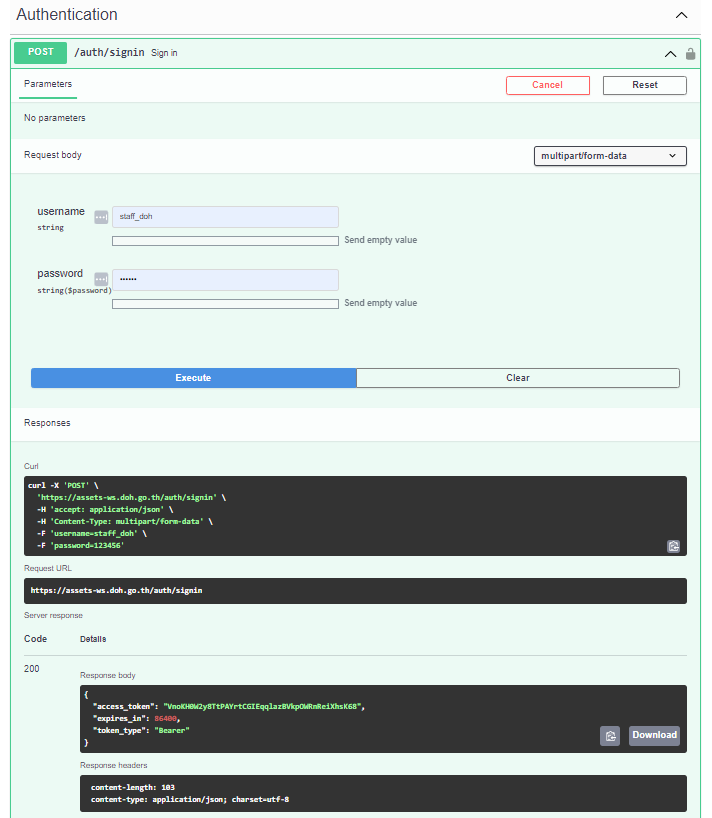 Authentication
POST /auth/signin Sign in
Parameters
Cancel
Reset
No parameters
Request body
multipart/form-data
username
string
staff_doh
Send empty value
password
string($password)
••••••
Send empty value
Execute
Clear
Responses
Curl
curl -X 'POST' \
'https://assets-ws.doh.go.th/auth/signin' \
-H 'accept: application/json' \
-H 'Content-Type: multipart/form-data' \
-F 'username=staff_doh' \
-F 'password=123456'
Request URL
https://assets-ws.doh.go.th/auth/signin
Server response
Code Details
200
Response body
{
"access_token": "VnoKH0W2y8TtPAYrtCGIEqqlazBVkpOWRmReiXhsK68",
"expires_in": 86400,
"token_type": "Bearer"
}
Download
Response headers
content-length: 103
content-type: application/json; charset=utf-8